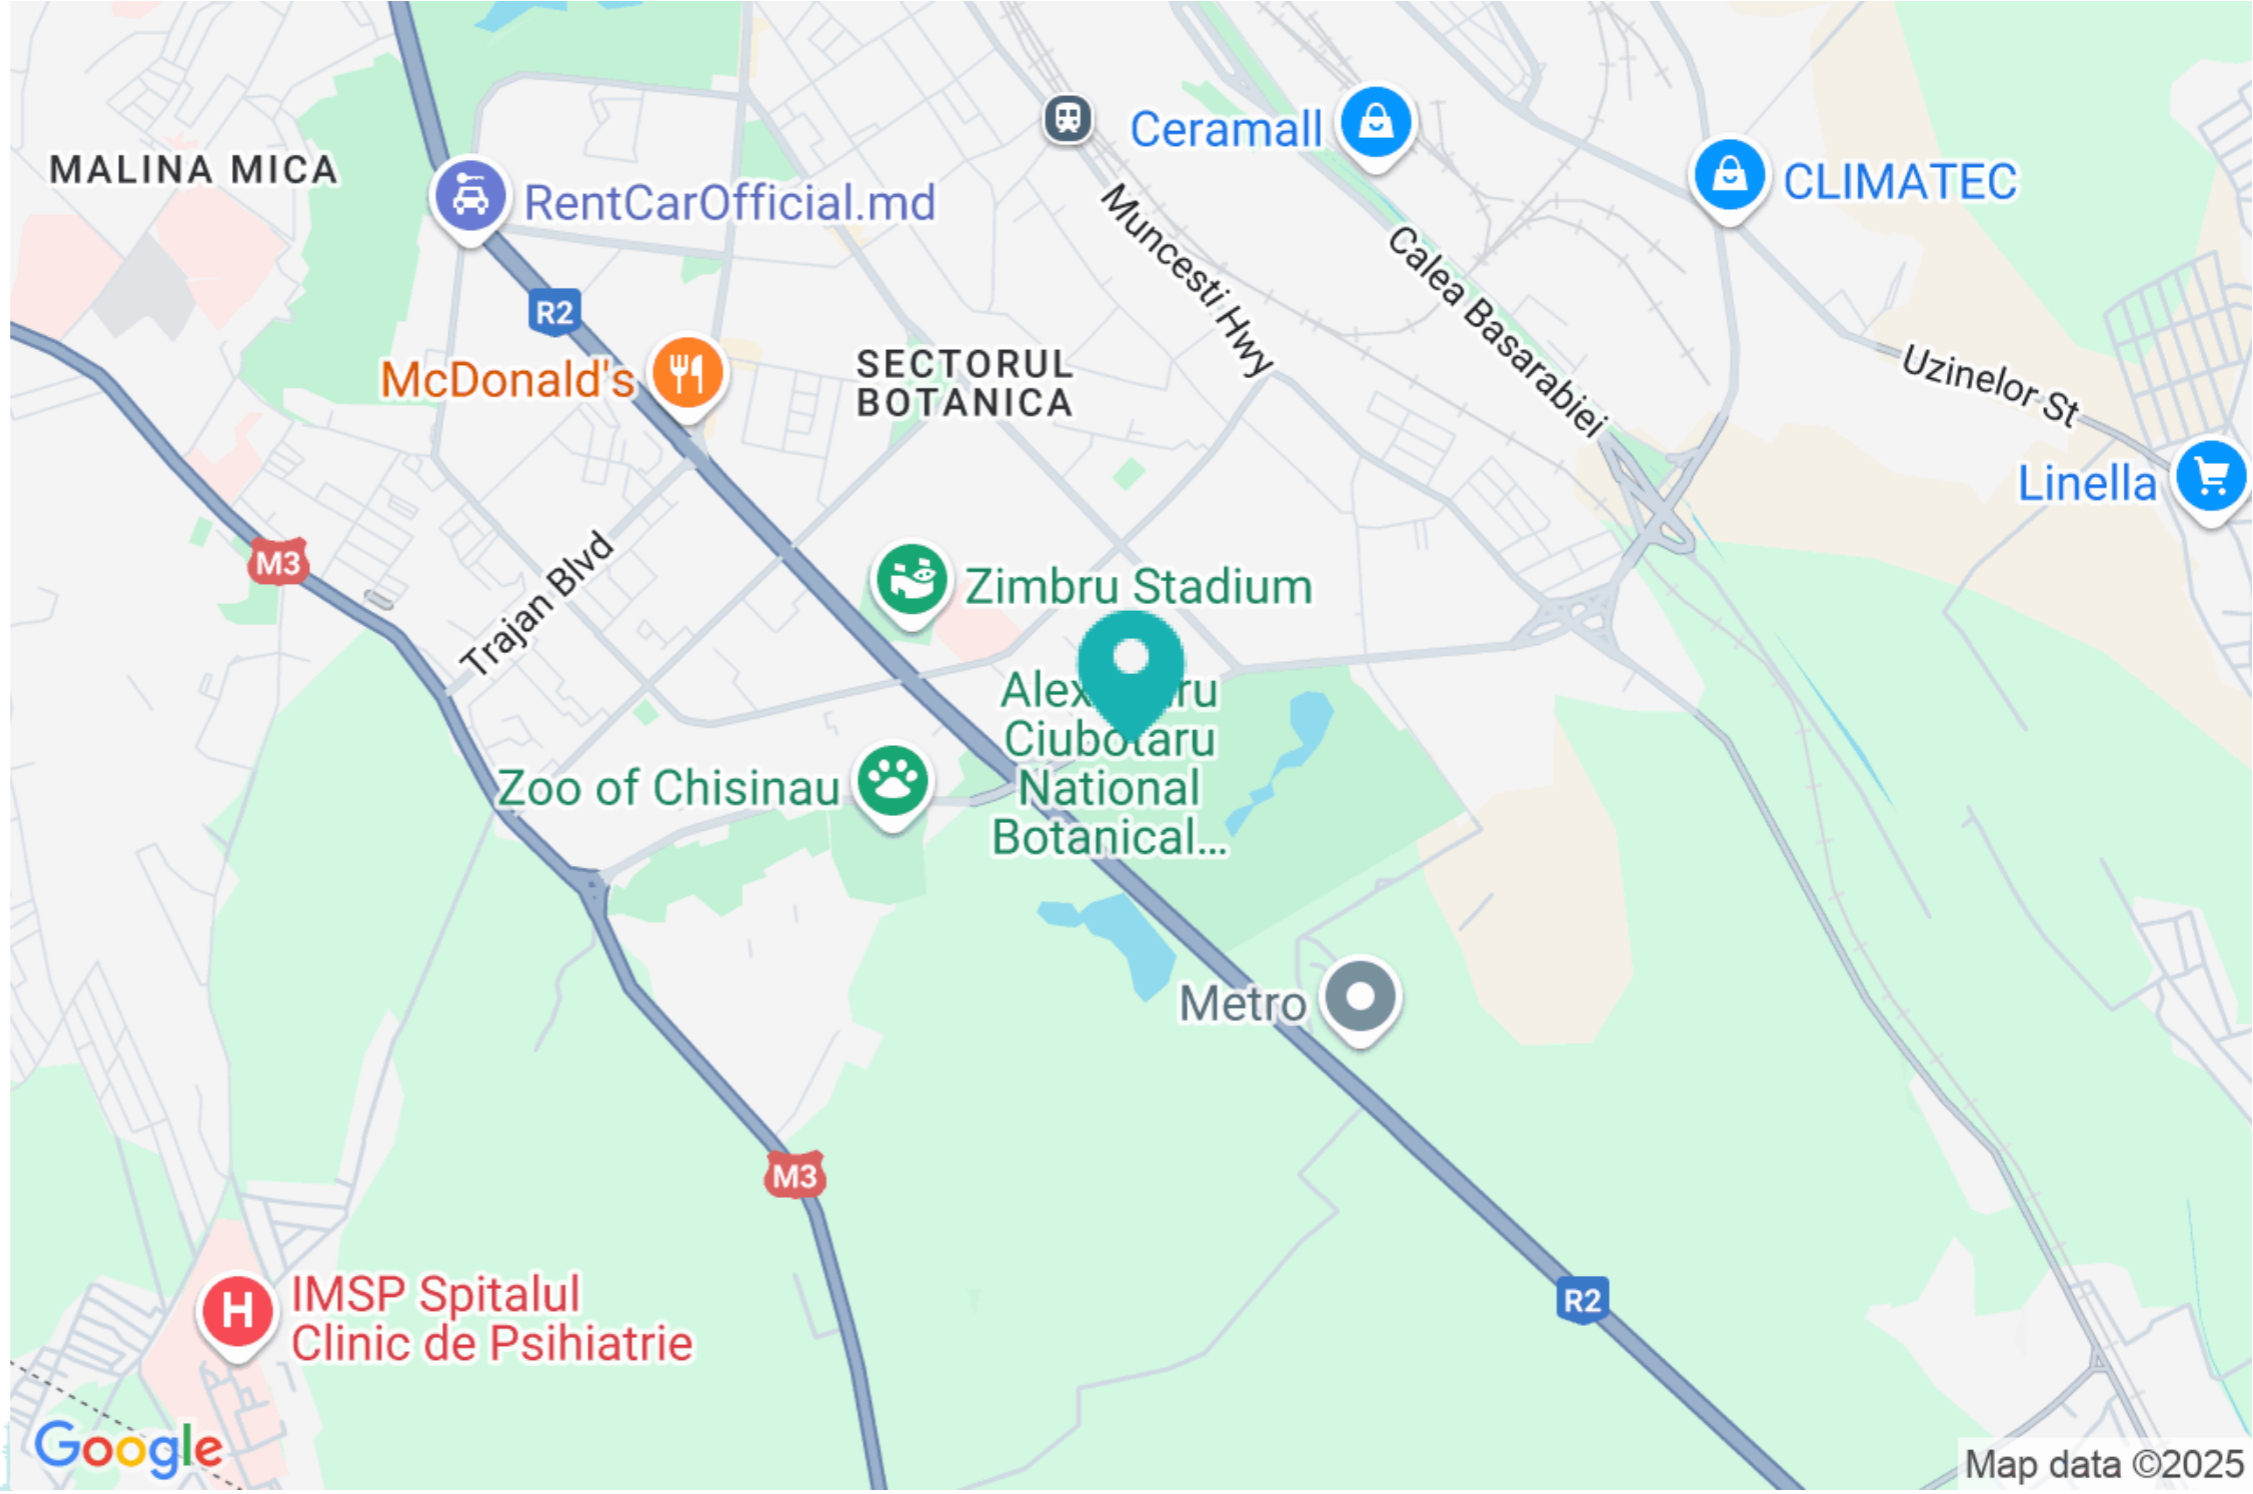 Ceramall
MALINA MICA
CLIMATEC
RentCarOfficial.md
Muncesti Hwy
Calea Basarabiei
R2
SECTORUL
BOTANICA
McDonald's
Uzinelor St
Linella
M3
Zimbru Stadium
Trajan Blvd
Ciubotaru
National
Botanical...
Zoo of Chisinau
Metro
M3
IMSP Spitalul
Clinic de Psihiatrie
H
R2
Google
Map data ©2025